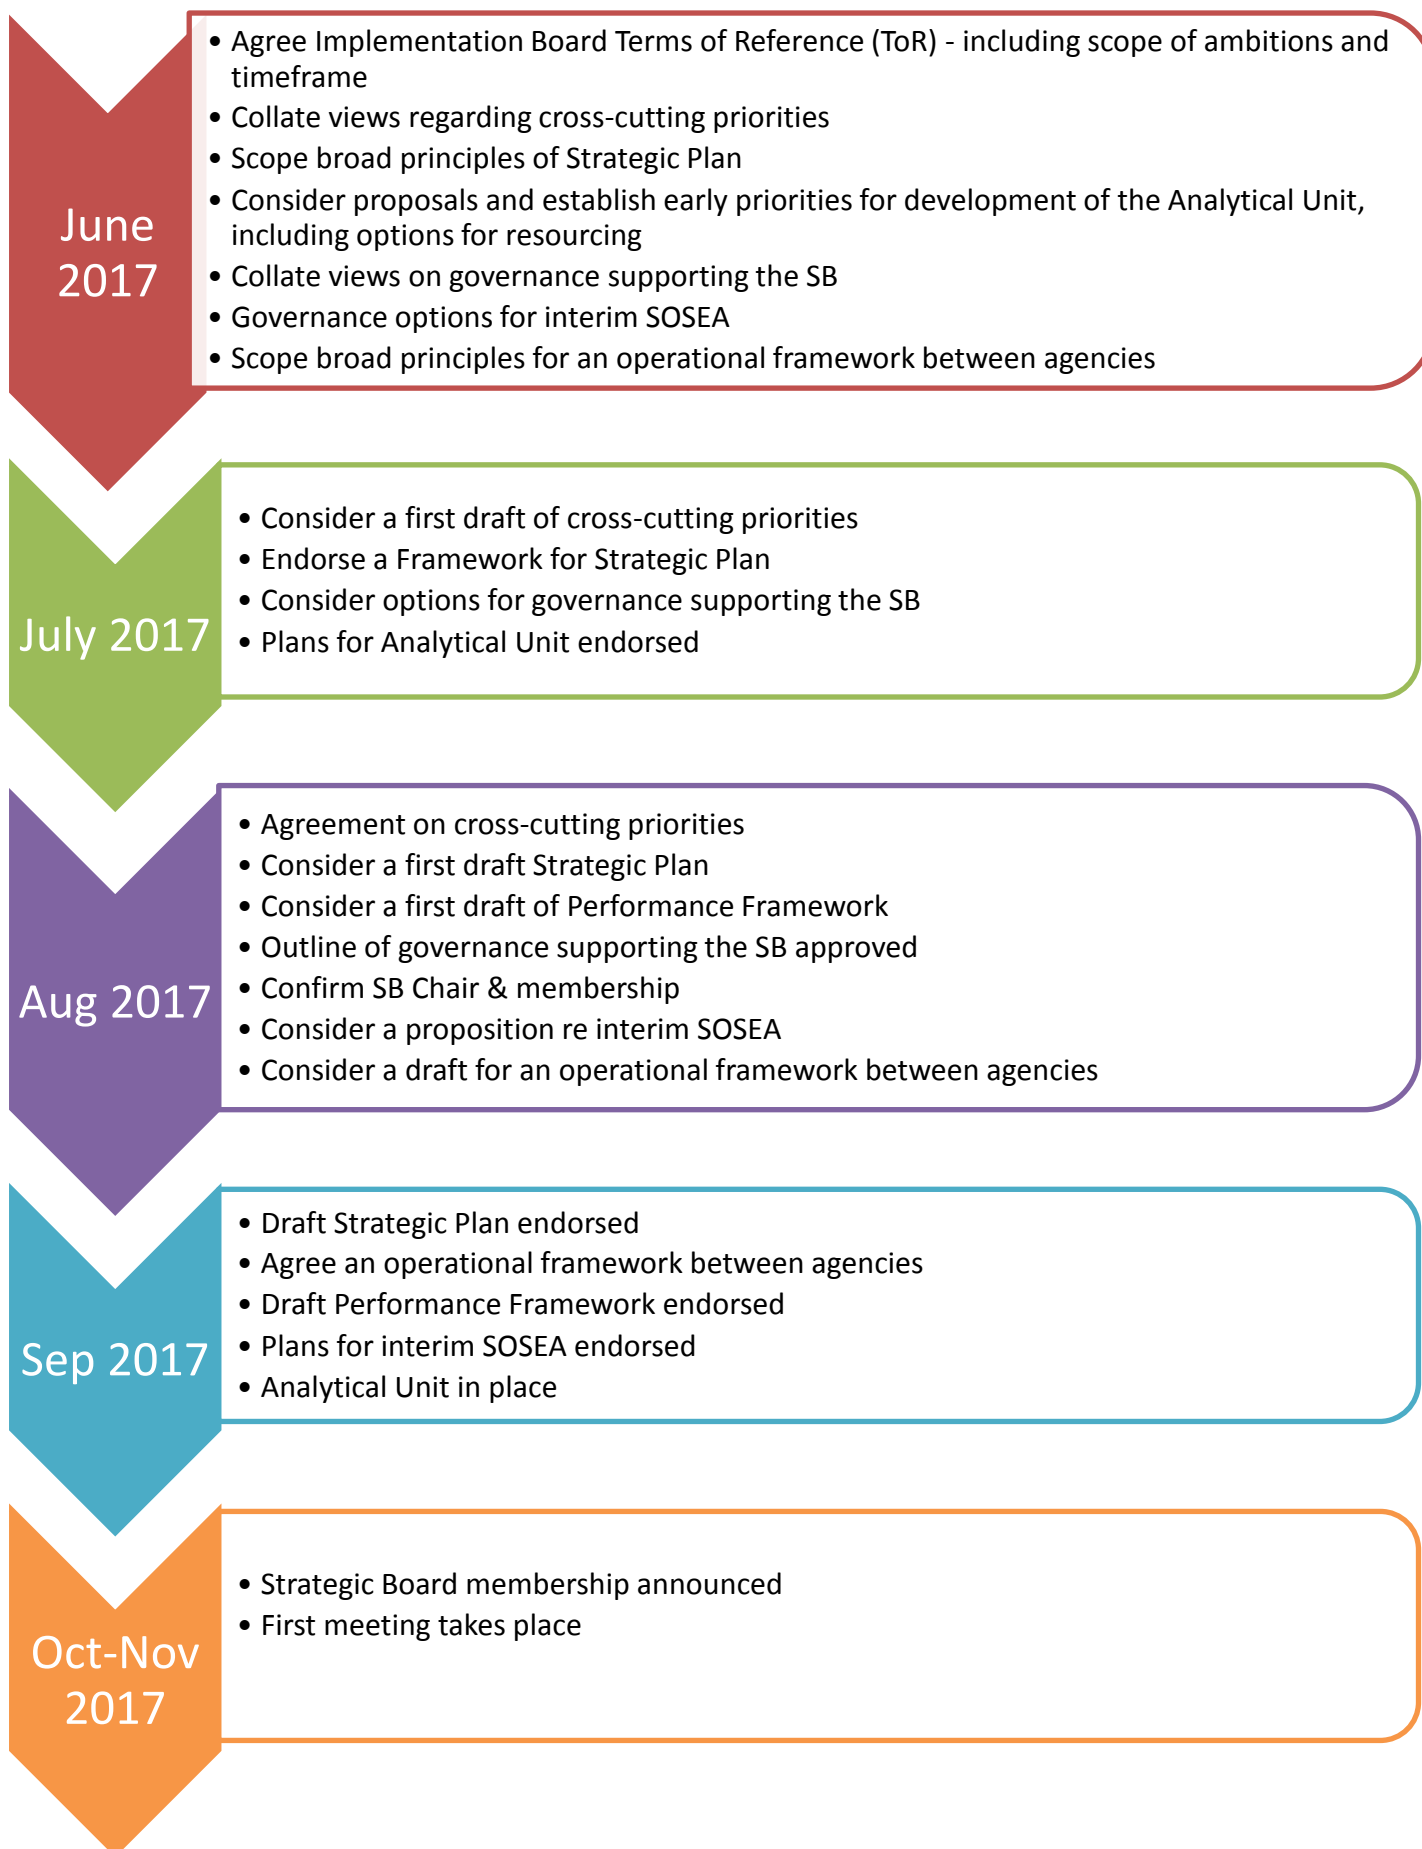 June
2017
• Agree Implementation Board Terms of Reference (ToR) - including scope of ambitions and
timeframe
• Collate views regarding cross-cutting priorities
• Scope broad principles of Strategic Plan
• Consider proposals and establish early priorities for development of the Analytical Unit,
including options for resourcing
• Collate views on governance supporting the SB
• Governance options for interim SOSEA
• Scope broad principles for an operational framework between agencies
July 2017
• Consider a first draft of cross-cutting priorities
• Endorse a Framework for Strategic Plan
• Consider options for governance supporting the SB
• Plans for Analytical Unit endorsed
Aug 2017
• Agreement on cross-cutting priorities
• Consider a first draft Strategic Plan
• Consider a first draft of Performance Framework
• Outline of governance supporting the SB approved
• Confirm SB Chair & membership
• Consider a proposition re interim SOSEA
• Consider a draft for an operational framework between agencies
Sep 2017
• Draft Strategic Plan endorsed
• Agree an operational framework between agencies
• Draft Performance Framework endorsed
• Plans for interim SOSEA endorsed
• Analytical Unit in place
Oct-Nov
2017
• Strategic Board membership announced
• First meeting takes place